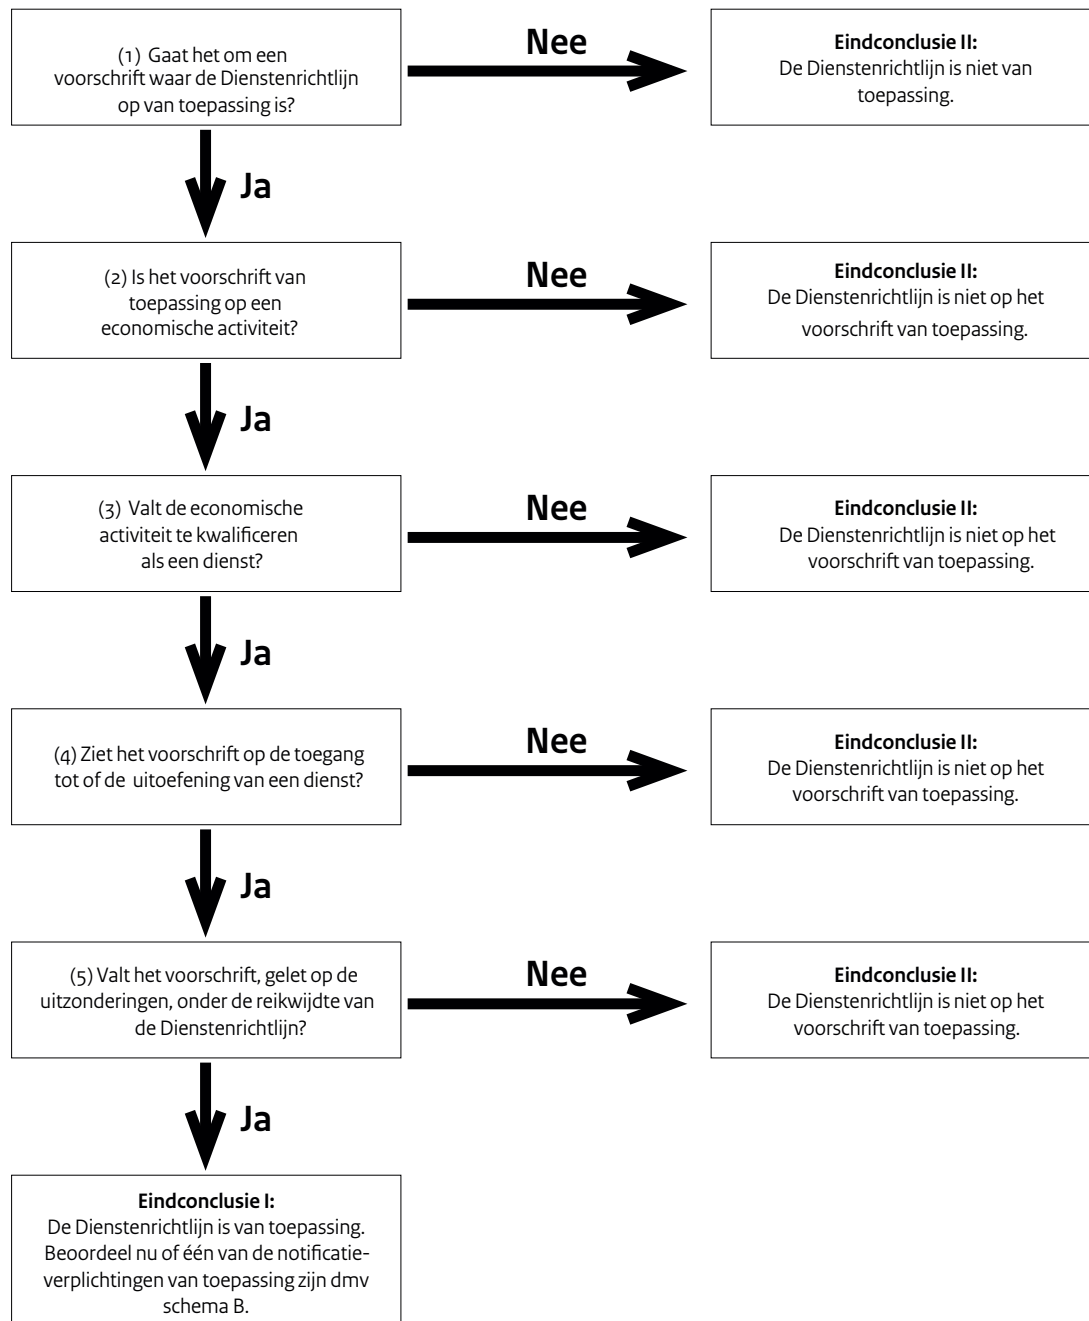 (1) Gaat het om een
voorschrift waar de Dienstenrichtlijn
op van toepassing is?
Nee
Eindconclusie II:
De Dienstenrichtlijn is niet van
toepassing.
Ja
(2) Is het voorschrift van
toepassing op een
economische activiteit?
Nee
Eindconclusie II:
De Dienstenrichtlijn is niet op het
voorschrift van toepassing.
Ja
(3) Valt de economische
activiteit te kwalificeren
als een dienst?
Nee
Eindconclusie II:
De Dienstenrichtlijn is niet op het
voorschrift van toepassing.
Ja
(4) Ziet het voorschrift op de toegang
tot of de uitoefening van een dienst?
Nee
Eindconclusie II:
De Dienstenrichtlijn is niet op het
voorschrift van toepassing.
Ja
(5) Valt het voorschrift, gelet op de
uitzonderingen, onder de reikwijdte van
de Dienstenrichtlijn?
Nee
Eindconclusie II:
De Dienstenrichtlijn is niet op het
voorschrift van toepassing.
Ja
Eindconclusie I:
De Dienstenrichtlijn is van toepassing.
Beoordeel nu of één van de notificatie-
verplichtingen van toepassing zijn dmv
schema B.